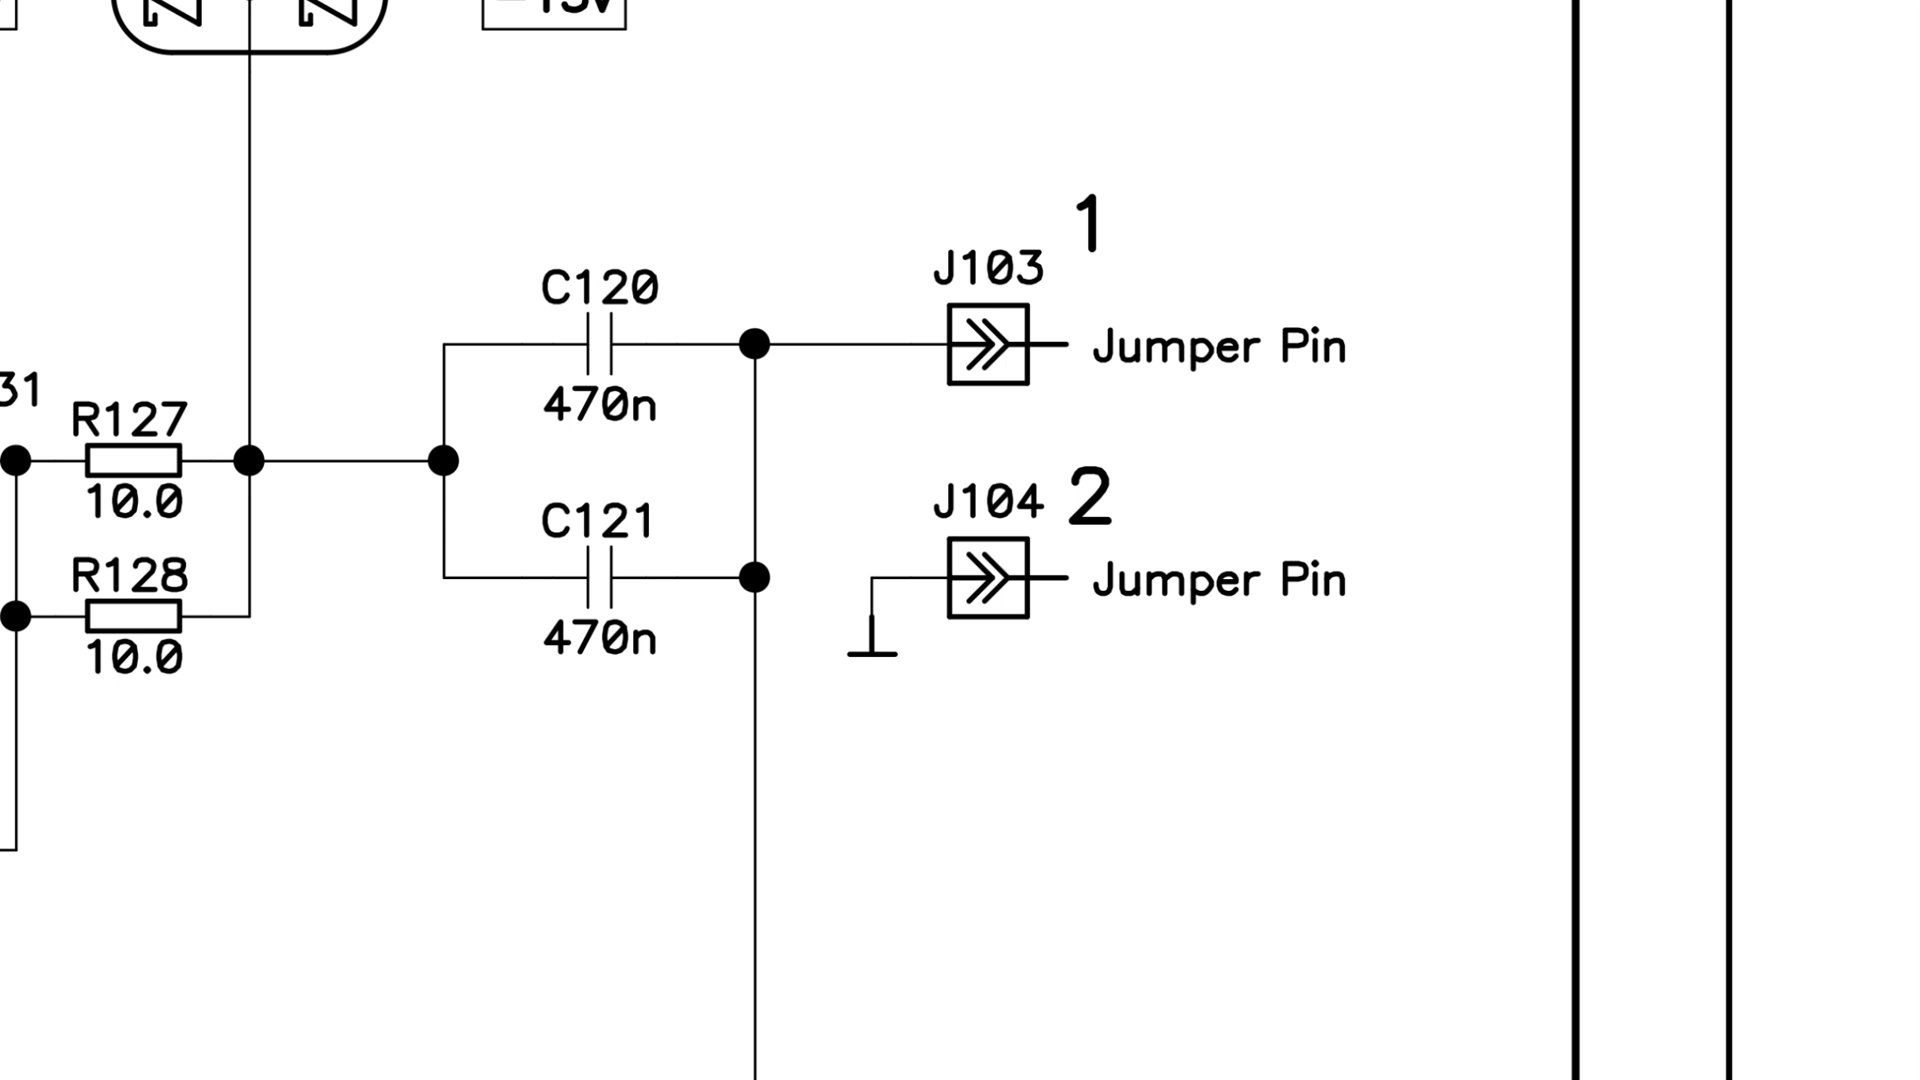 1
J103
C120
Jumper Pin
470n
31
R127
10.0
2
J104
C121
Jumper Pin
R128
470n
10.0